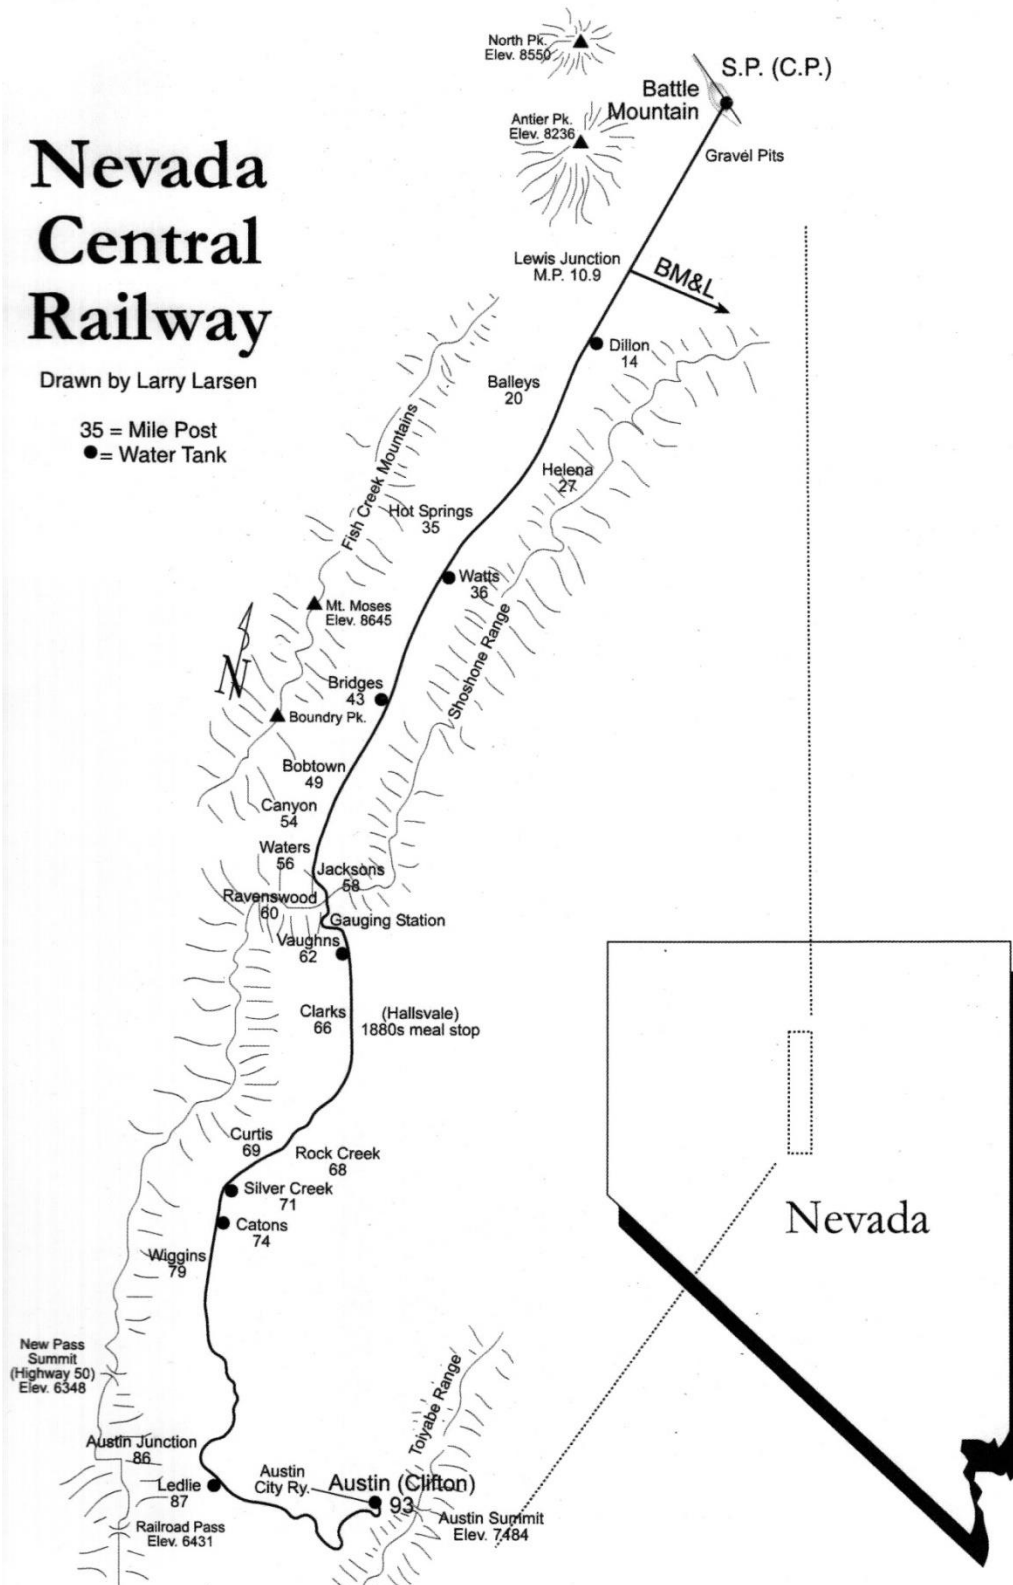 Nevada
Central
Railway
Drawn by Larry Larsen
35 = Mile Post
= Water Tank
North Pk.
Elev. 8550
S.P. (C.P.)
Battle
Mountain
Antler Pk.
Elev. 8236
Gravel Pits
Lewis Junction
M.P. 10.9
BM&L
Dillon
14
Balleys
20
Fish Creek Mountains
Helena
27
Hot Springs
35
Watts
36
Mt. Moses
Elev. 8645
Shoshone Range
N
Bridges
43
Boundry Pk.
Bobtown
49
Canyon
54
Waters
56
Jacksons
58
Ravenswood
60
Gauging Station
Vaughns
62
Clarks
66
(Hallsvale)
1880s meal stop
Curtis
69
Rock Creek
68
Silver Creek
71
Catons
74
Wiggins
79
Nevada
New Pass
Summit
(Highway 50)
Elev. 6348
Toiyabe Range
Austin Junction
86
Ledlie
87
Austin
City Ry.
Austin (Clifton)
93
Austin Summit
Elev. 7484
Railroad Pass
Elev. 6431